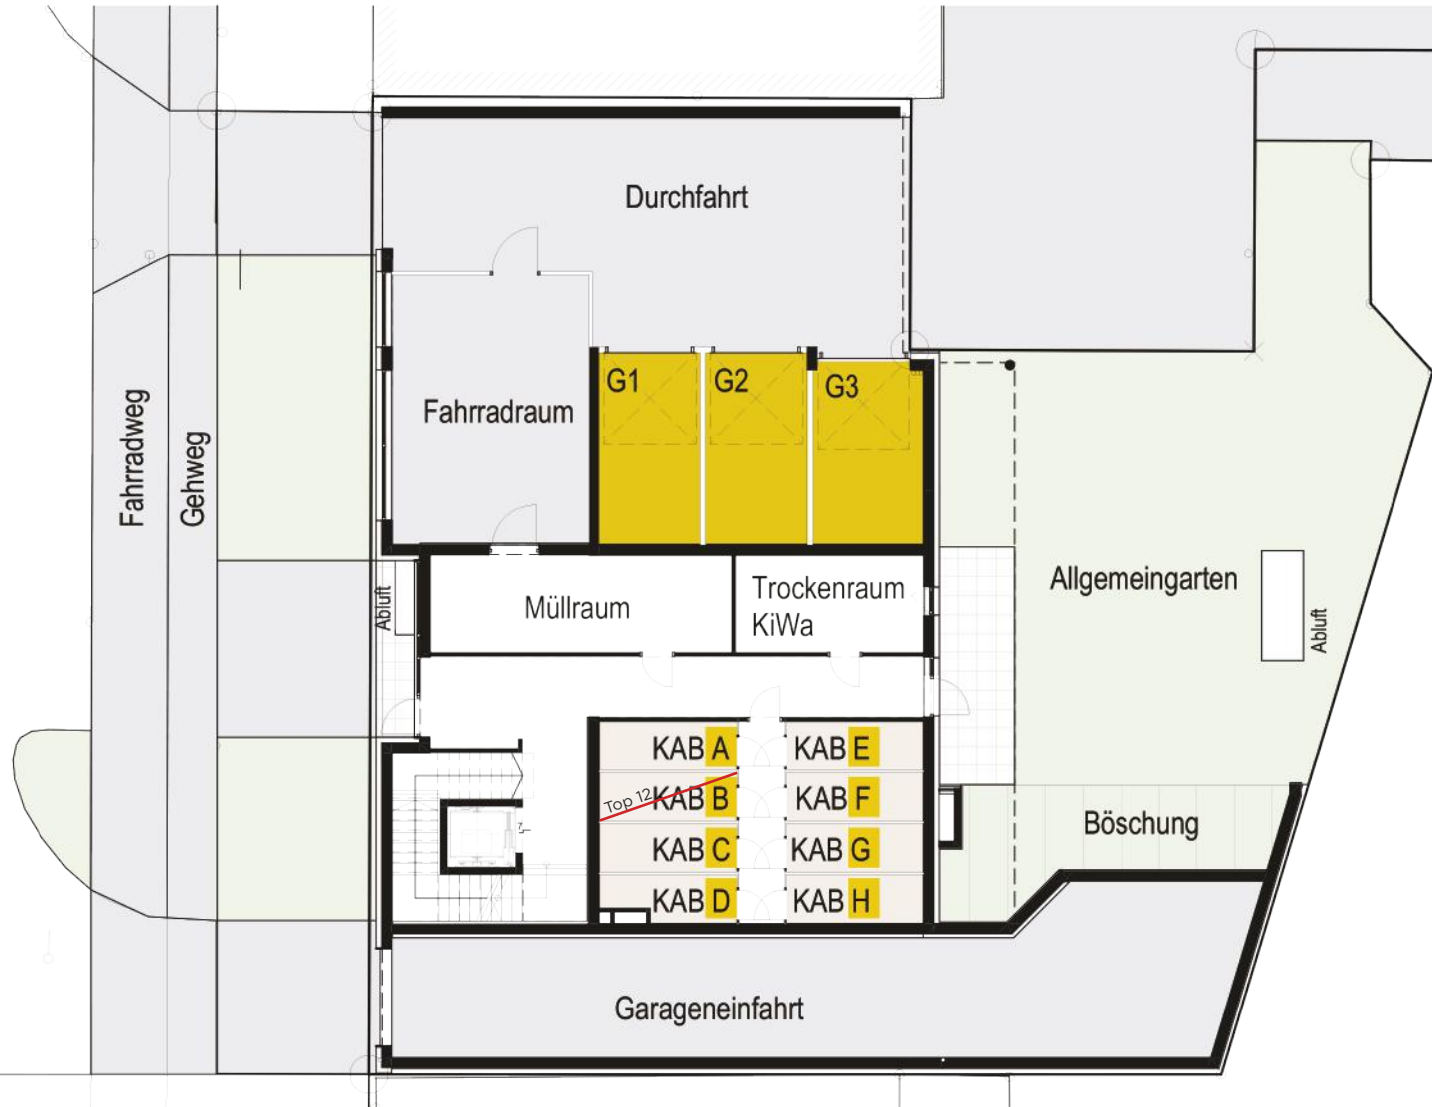 Durchfahrt
G1
G2
G3
Fahrradraum
Fahrradweg
Gehweg
Allgemeingarten
Abluft
Abluft
Müllraum
Trockenraum
KiWa
KAB A
KAB E
Top 12
KAB B
KAB F
KAB C
KAB G
KAB D
KAB H
Böschung
Garageneinfahrt